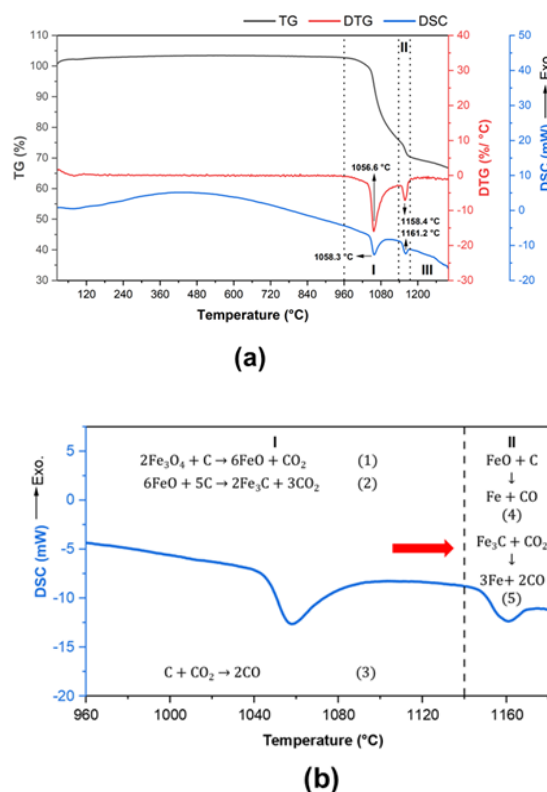 TG DTG DSC
II
110
100
90
80
70
60
50
40
30
TG (%)
40
30
20
10
0
-10
-20
-30
DTG (%/ °C)
50
40
30
20
10
0
-10
-20
DSC (mW) → Exo.
1056.6 °C
1158.4 °C
1161.2 °C
1058.3 °C
I
III
120 240 360 480 600 720 840 960 1080 1200
Temperature (°C)
(a)
5
0
-5
-10
-15
-20
DSC (mW) → Exo.
I
2Fe₃O₄ + C → 6FeO + CO₂ (1)
6FeO + 5C → 2Fe₃C + 3CO₂ (2)
C + CO₂ → 2CO (3)
II
FeO + C
↓
Fe + CO
(4)
Fe₃C + CO₂
↓
3Fe+ 2CO
(5)
960 1000 1040 1080 1120 1160
Temperature (°C)
(b)